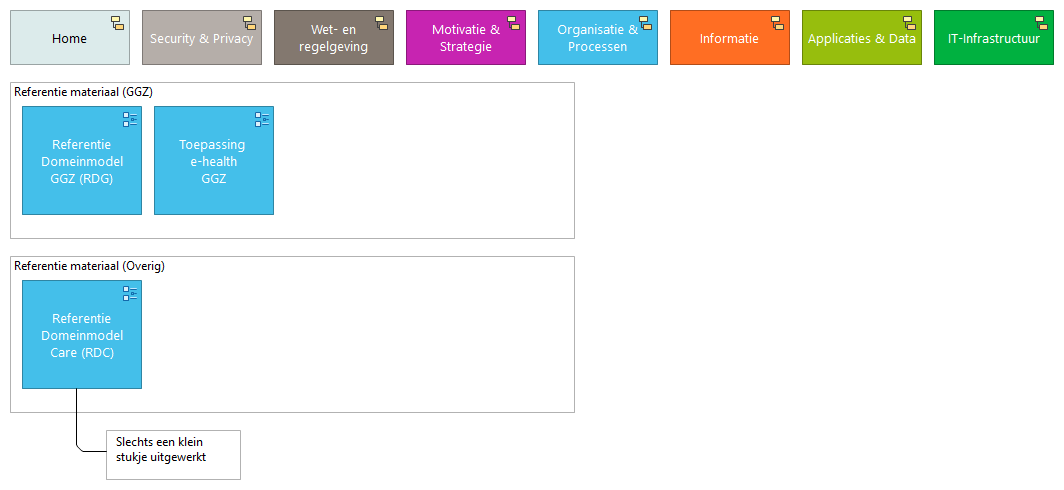 Home
Security & Privacy
Wet- en
regelgeving
Motivatie &
Strategie
Organisatie &
Processen
Informatie
Applicaties & Data
IT-Infrastructuur
Referentie materiaal (GGZ)
Referentie
Domeinmodel
GGZ (RDG)
Toepassing
e-health
GGZ
Referentie materiaal (Overig)
Referentie
Domeinmodel
Care (RDC)
Slechts een klein
stukje uitgewerkt